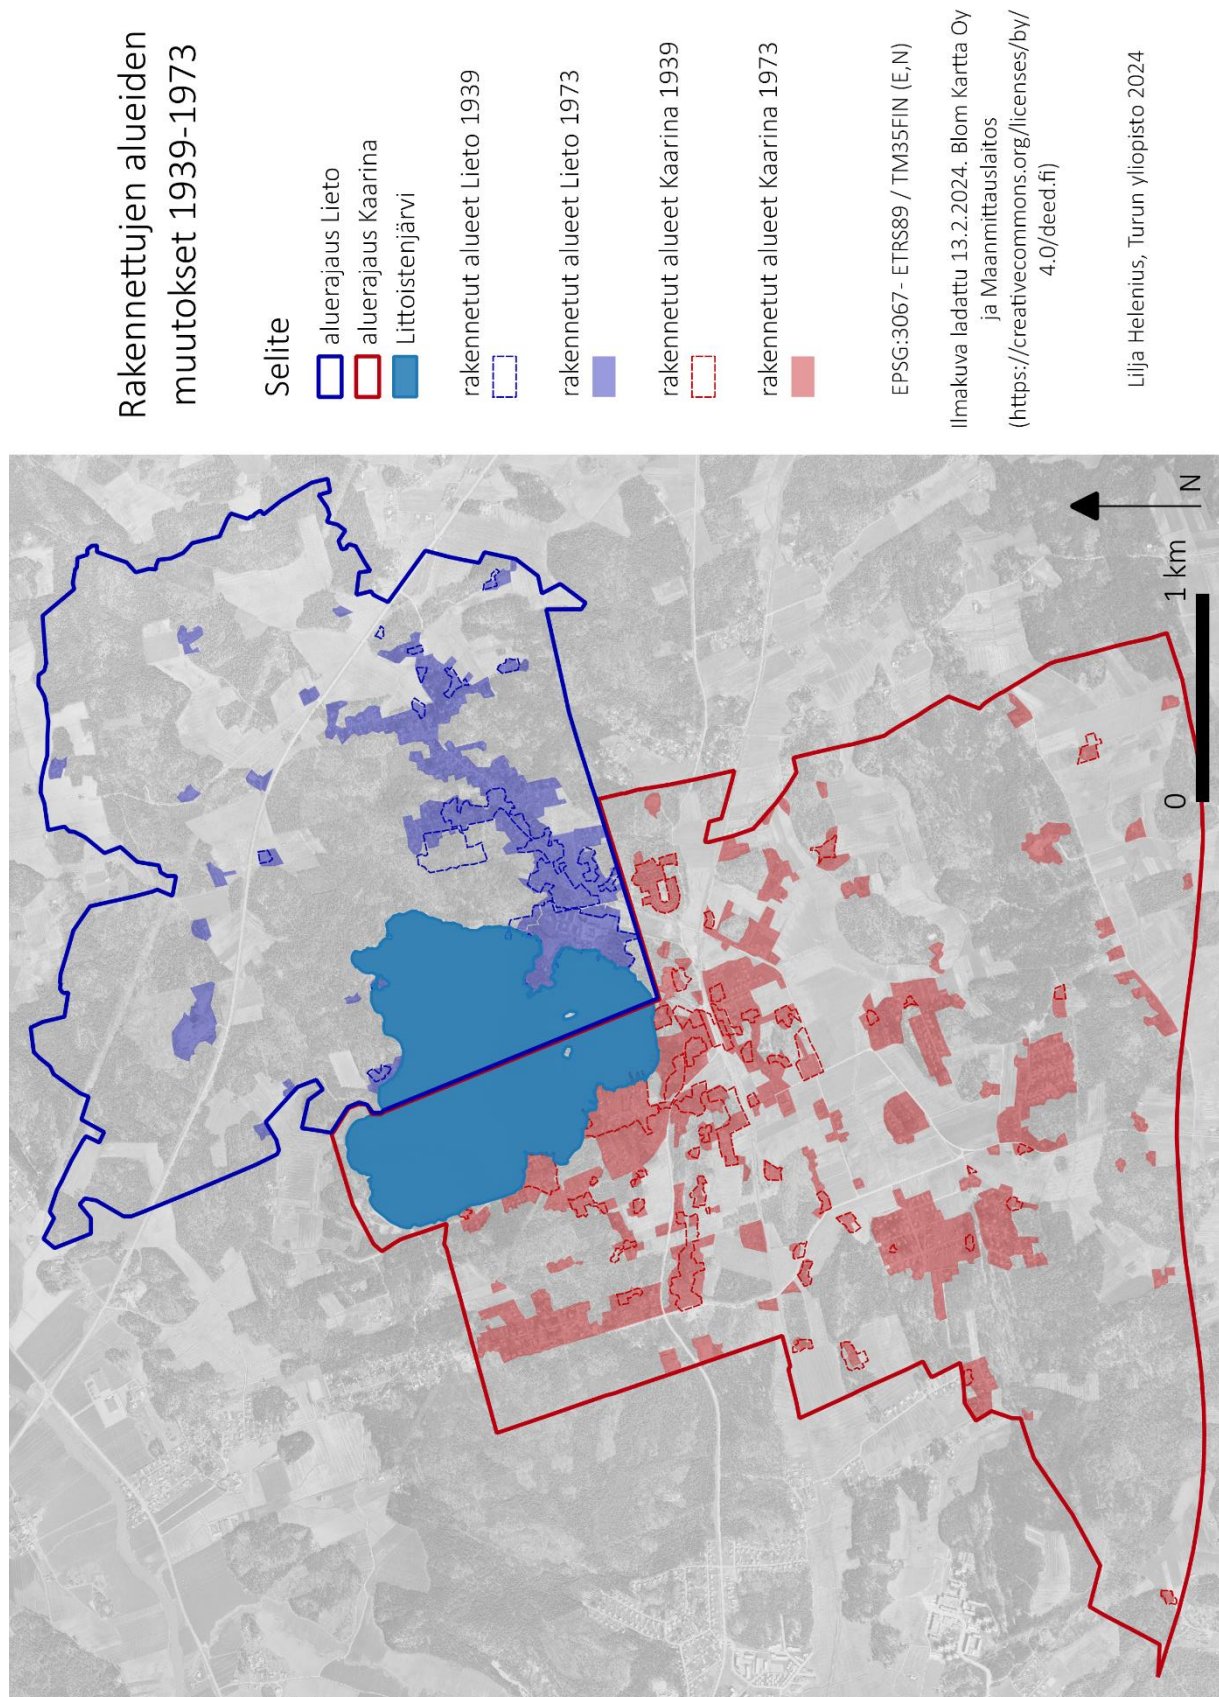 Rakennettujen alueiden
muutokset 1939-1973
Selite
aluerajaus Lieto
aluerajaus Kaarina
Littoistenjärvi
rakennetut alueet Lieto 1939
rakennetut alueet Lieto 1973
rakennetut alueet Kaarina 1939
rakennetut alueet Kaarina 1973
EPSG:3067 - ETRS89 / TM35FIN (E,N)
Ilmakuva ladattu 13.2.2024. Blom Kartta Oy
ja Maanmittauslaitos
(https://creativecommons.org/licenses/by/
4.0/deed.fi)
Lilja Helenius, Turun yliopisto 2024
0
1 km
N